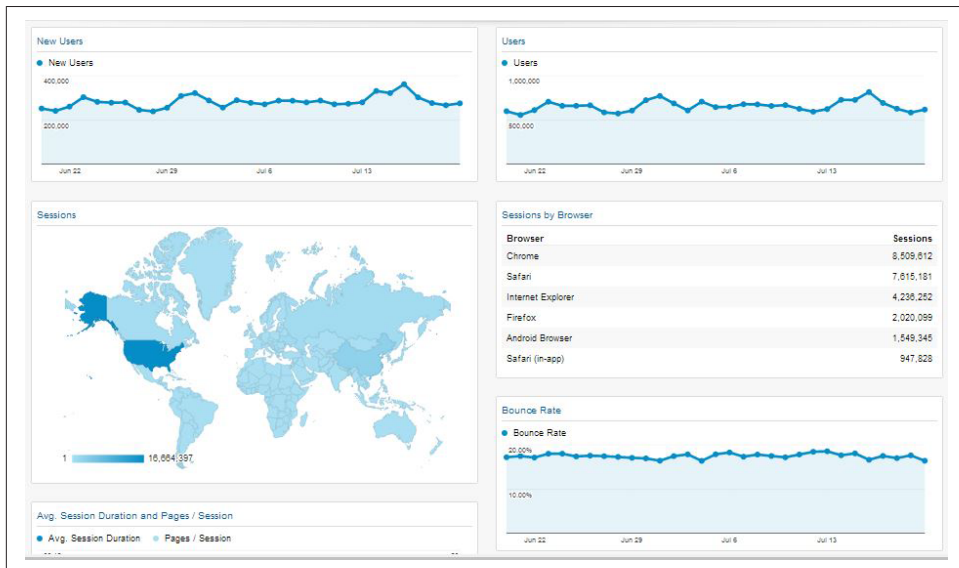 New Users
New Users
400,000
200,000
Jun 22 Jun 29 Jul 6 Jul 13
Users
Users
1,000,000
500,000
Jun 22 Jun 29 Jul 6 Jul 13
Sessions
1 16,664,397
Sessions by Browser
Browser Sessions
Chrome 8,509,612
Safari 7,615,181
Internet Explorer 4,236,252
Firefox 2,020,099
Android Browser 1,549,345
Safari (in-app) 947,828
Bounce Rate
Bounce Rate
20.00%
10.00%
Jun 22 Jun 29 Jul 6 Jul 13
Avg. Session Duration and Pages / Session
Avg. Session Duration Pages / Session